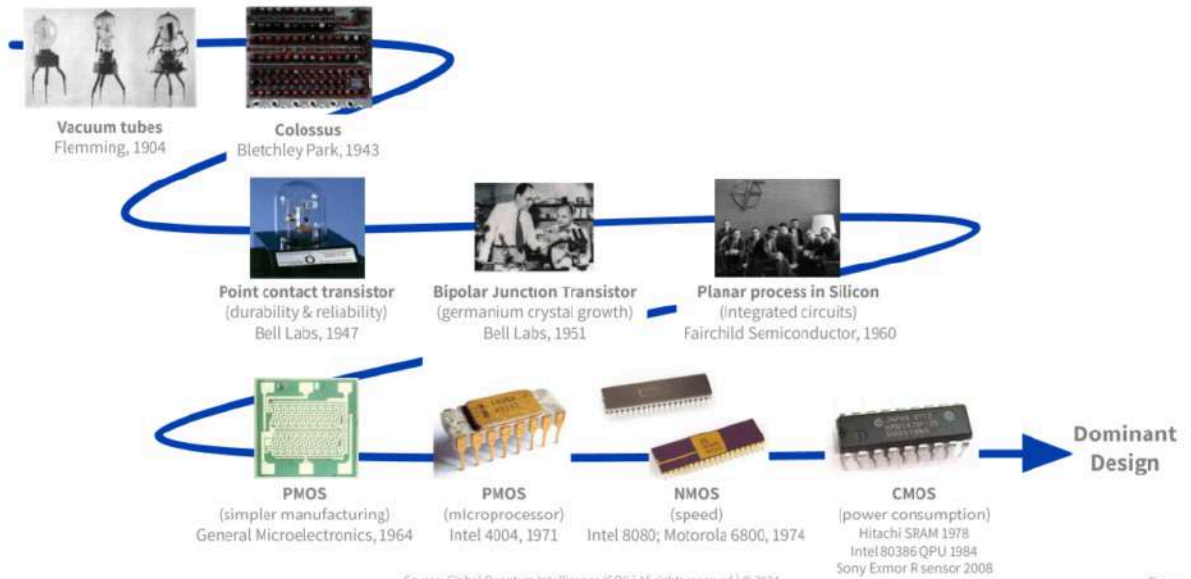 Vacuum tubes
Flemming, 1904
Colossus
Bletchley Park, 1943
Point contact transistor
(durability & reliability)
Bell Labs, 1947
Bipolar Junction Transistor
(germanium crystal growth)
Bell Labs, 1951
Planar process in Silicon
(Integrated circuits)
Fairchild Semiconductor, 1960
PMOS
(simpler manufacturing)
General Microelectronics, 1964
PMOS
(microprocessor)
Intel 4004, 1971
NMOS
(speed)
Intel 8080; Motorola 6800, 1974
CMOS
(power consumption)
Hitachi SRAM 1978
Intel 80386 QPU 1984
Sony Exmor R sensor 2008
Dominant
Design